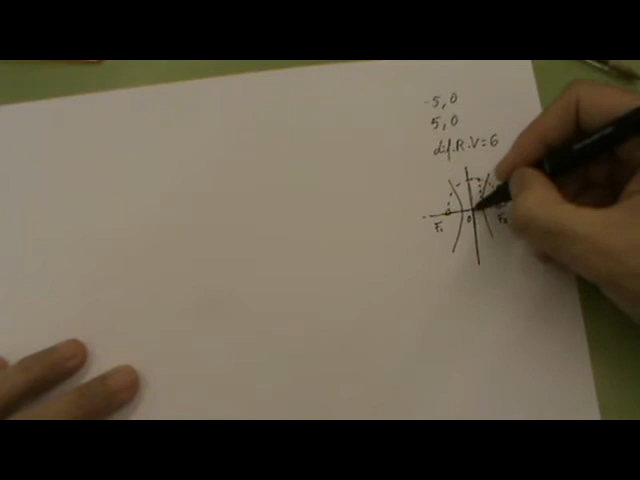 -5, 0
5, 0
dif. R. V = 6
F₁ 0 F₂